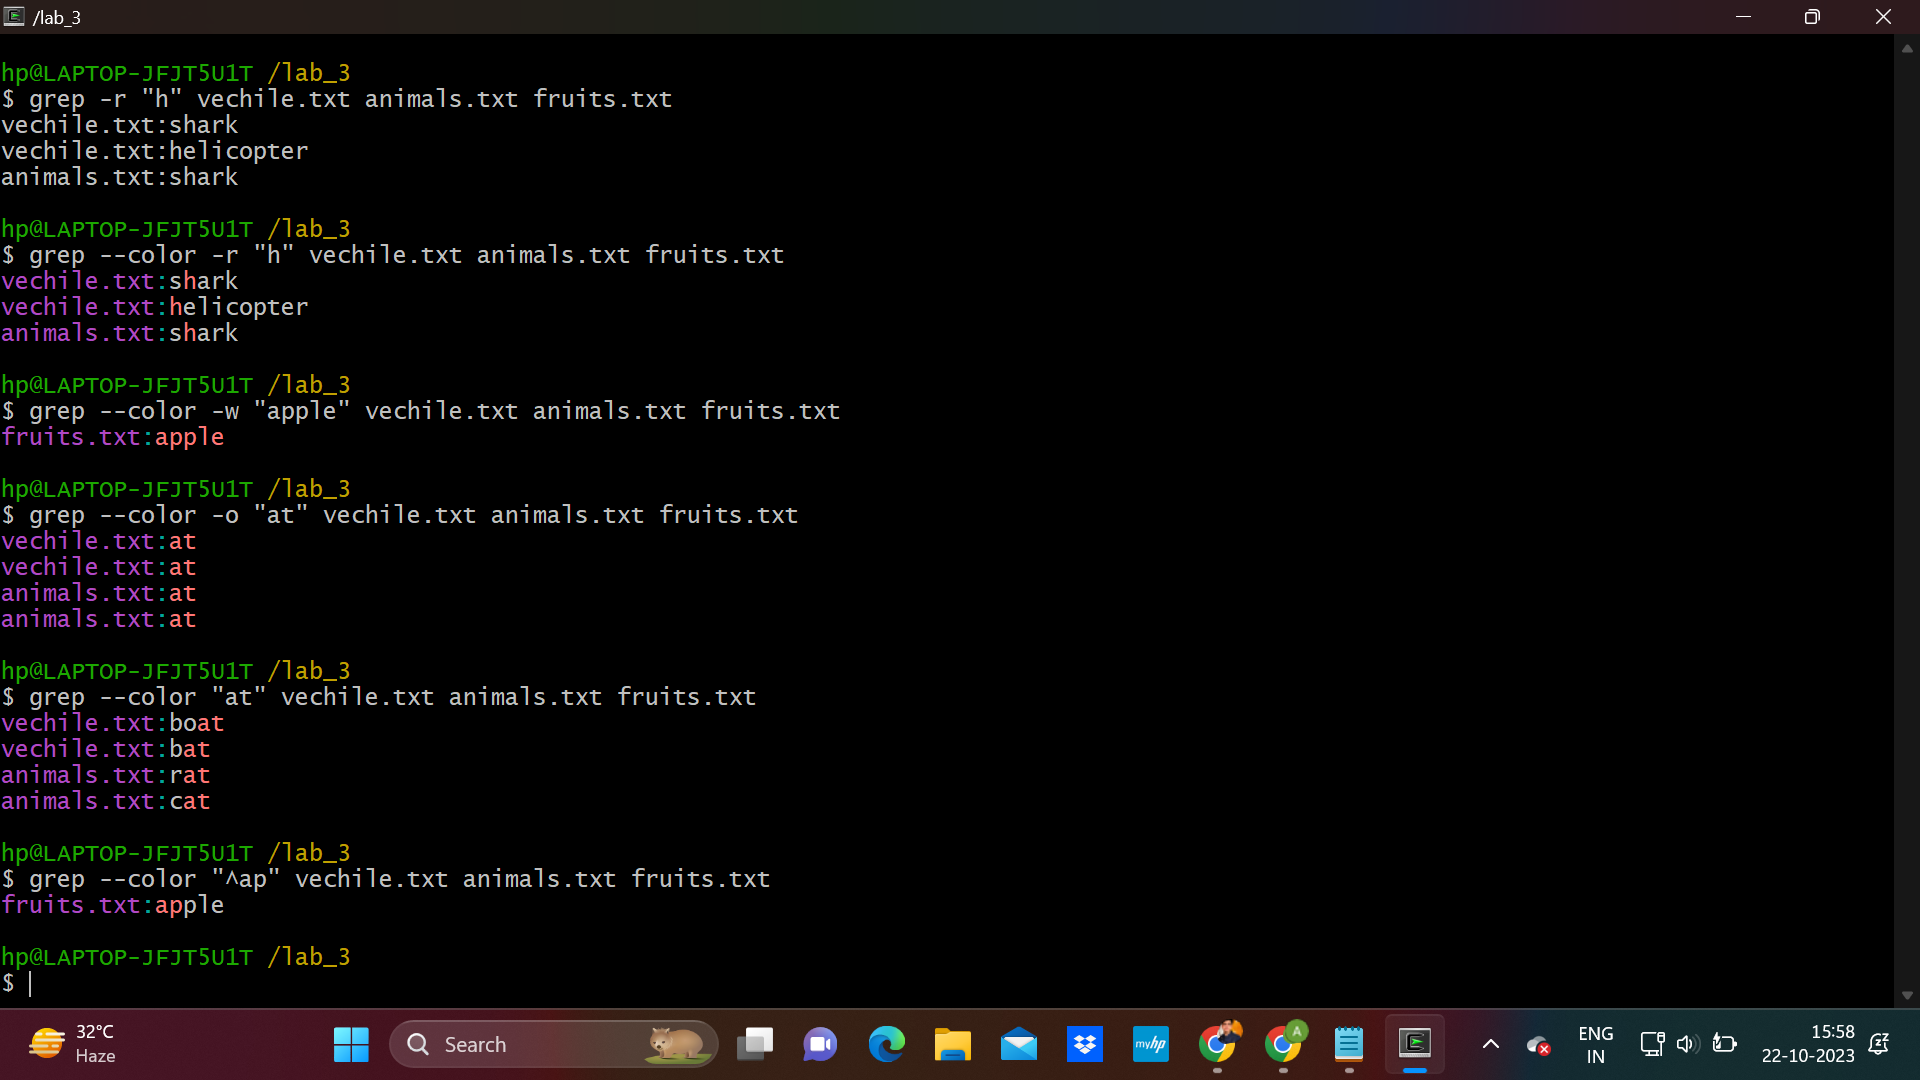 /lab_3
hp@LAPTOP-JFJT5U1T /lab_3
$ grep -r "h" vechile.txt animals.txt fruits.txt
vechile.txt:shark
vechile.txt:helicopter
animals.txt:shark
hp@LAPTOP-JFJT5U1T /lab_3
$ grep --color -r "h" vechile.txt animals.txt fruits.txt
vechile.txt:shark
vechile.txt:helicopter
animals.txt:shark
hp@LAPTOP-JFJT5U1T /lab_3
$ grep --color -w "apple" vechile.txt animals.txt fruits.txt
fruits.txt:apple
hp@LAPTOP-JFJT5U1T /lab_3
$ grep --color -o "at" vechile.txt animals.txt fruits.txt
vechile.txt:at
vechile.txt:at
animals.txt:at
animals.txt:at
hp@LAPTOP-JFJT5U1T /lab_3
$ grep --color "at" vechile.txt animals.txt fruits.txt
vechile.txt:boat
vechile.txt:bat
animals.txt:rat
animals.txt:cat
hp@LAPTOP-JFJT5U1T /lab_3
$ grep --color "^ap" vechile.txt animals.txt fruits.txt
fruits.txt:apple
hp@LAPTOP-JFJT5U1T /lab_3
$
32°C
Haze
Search
myhp
A
ENG
IN
15:58
22-10-2023